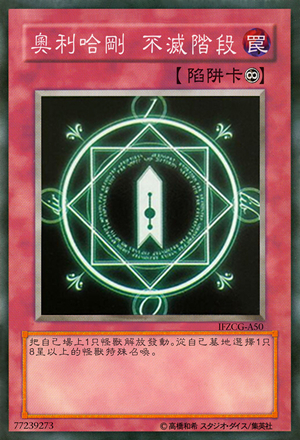 奧利哈剛 不滅階段 罠
【陷阱卡】
IFZCG-A50
把自己場上1只怪獸解放發動。從自己墓地選擇1只
8星以上的怪獸特殊召喚。
77239273
©高橋和希 スタジオ・ダイス/集英社